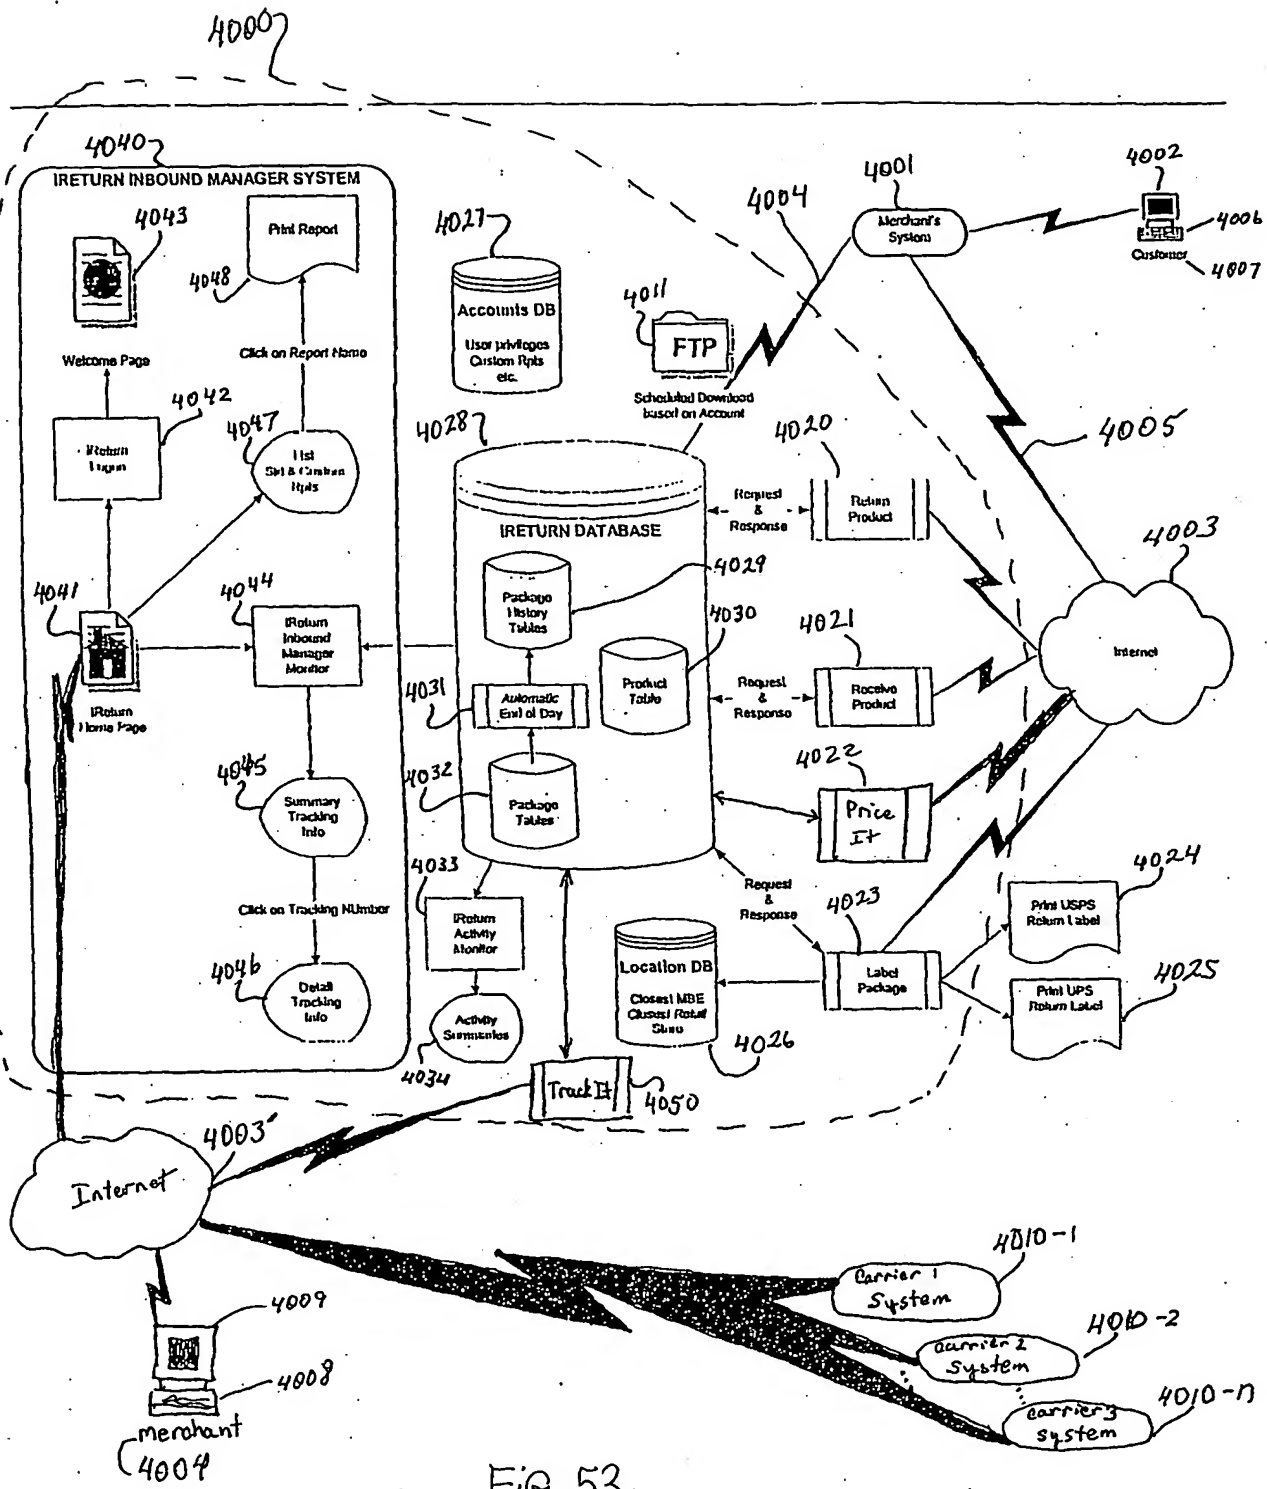 4000
4040
IRETURN INBOUND MANAGER SYSTEM
4043
Print Report
4048
Welcome Page
Click on Report Name
4042
IReturn
Logon
4047
List
Std & Custom
Rpts
4041
IReturn
Home Page
4044
IReturn
Inbound
Manager
Monitor
4045
Summary
Tracking
Info
Click on Tracking NUmber
4046
Detail
Tracking
Info
4027
Accounts DB
User privileges
Custom Rpts
etc.
4011
FTP
Scheduled Download
based on Account
4004
4001
Merchant's
System
4002
4006
Customer
4007
4005
4028
IRETURN DATABASE
4029
Package
History
Tables
4030
Product
Table
4031
Automatic
End of Day
4032
Package
Tables
4020
Request
&
Response
Return
Product
4003
Internet
4021
Request
&
Response
Receive
Product
4022
Price
It
4033
IReturn
Activity
Monitor
Activity
Summaries
4034
Request
&
Response
4023
Label
Package
Location DB
Closest MBE
Closest Retail
Store
4026
4024
Print USPS
Return Label
4025
Print UPS
Return Label
Track It
4050
4003'
Internet
4009
4008
merchant
4004
4010-1
Carrier 1
System
4010-2
Carrier 2
System
4010-n
Carrier 3
System
Fig. 53